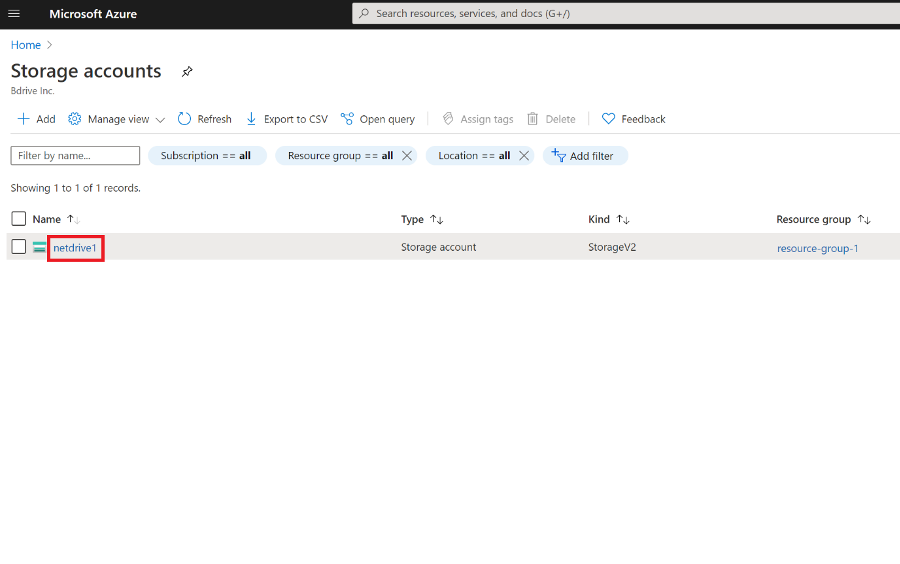 Microsoft Azure
Search resources, services, and docs (G+/)
Home
Storage accounts
Bdrive Inc.
Add Manage view Refresh Export to CSV Open query Assign tags Delete Feedback
Filter by name... Subscription == all Resource group == all Location == all Add filter
Showing 1 to 1 of 1 records.
Name Type Kind Resource group
netdrive1 Storage account StorageV2 resource-group-1